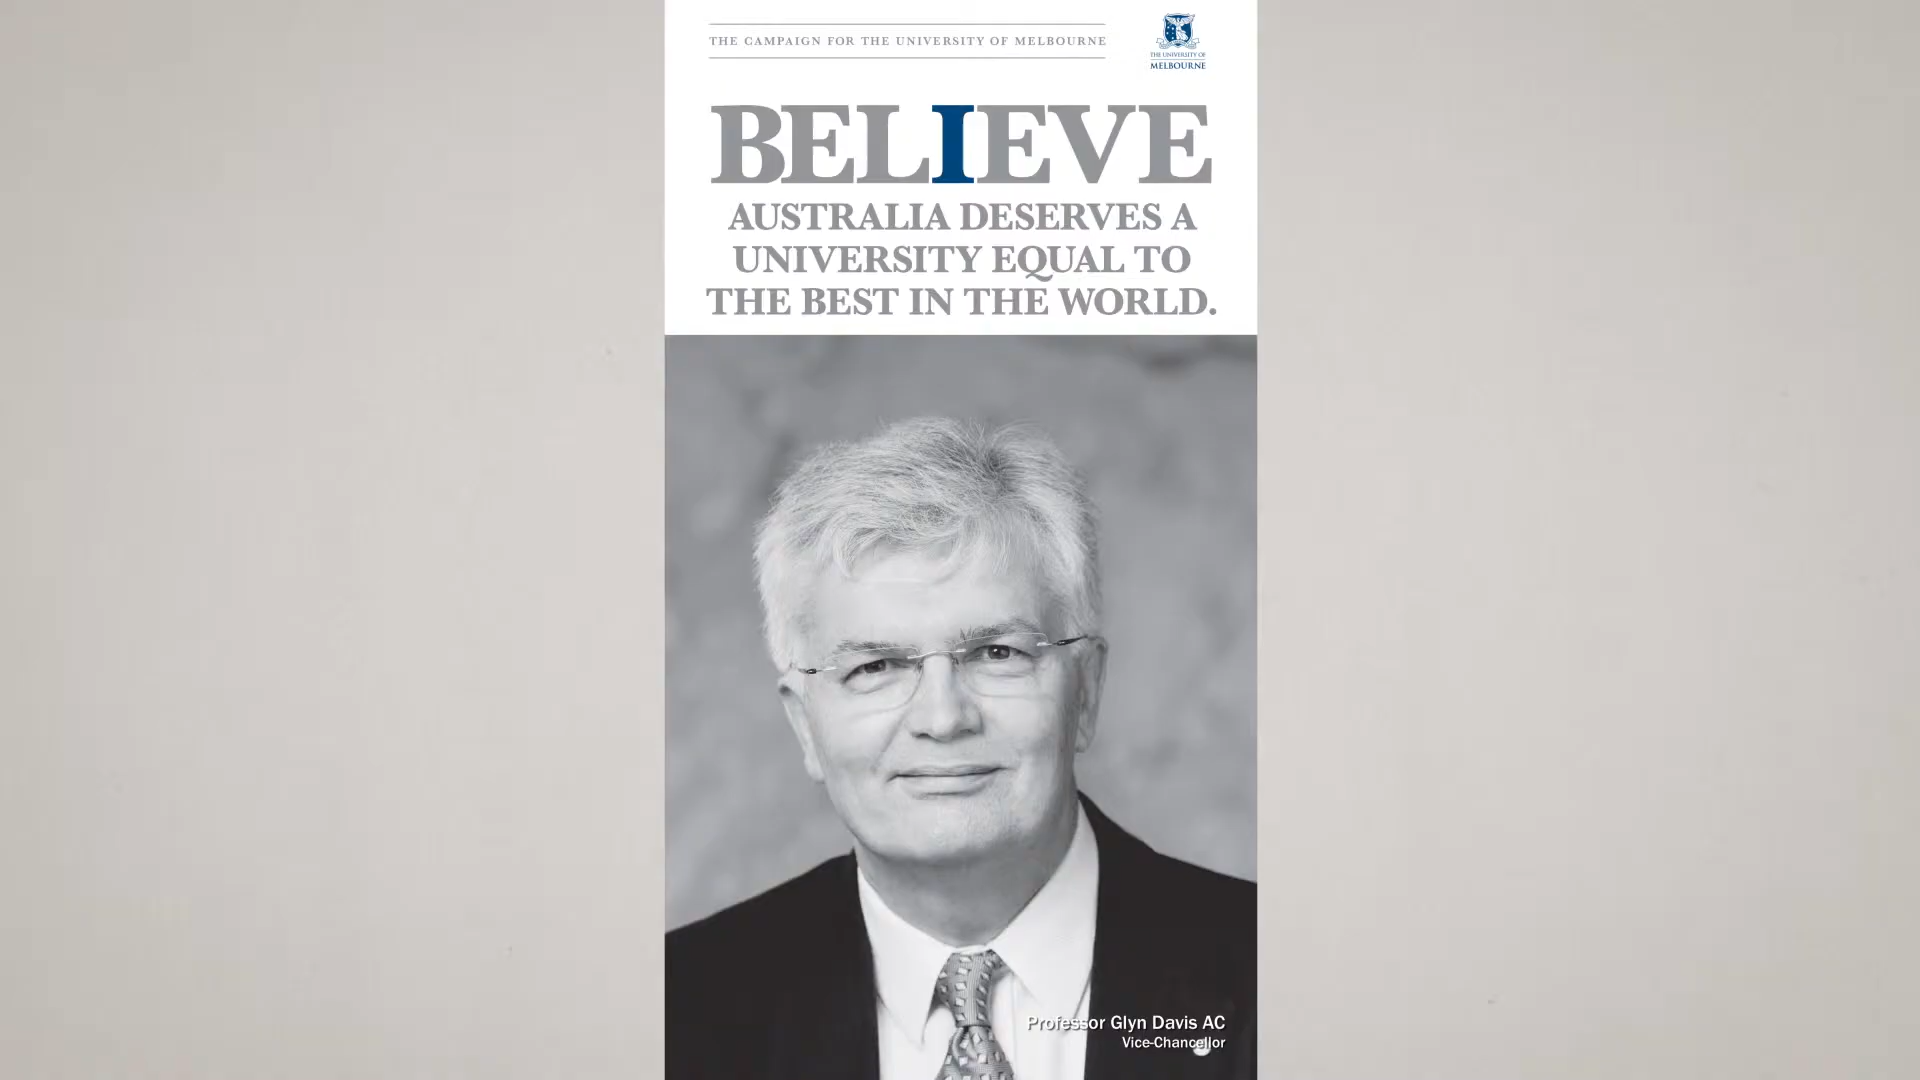 THE CAMPAIGN FOR THE UNIVERSITY OF MELBOURNE
THE UNIVERSITY OF
MELBOURNE
BELIEVE
AUSTRALIA DESERVES A
UNIVERSITY EQUAL TO
THE BEST IN THE WORLD.
Professor Glyn Davis AC
Vice-Chancellor